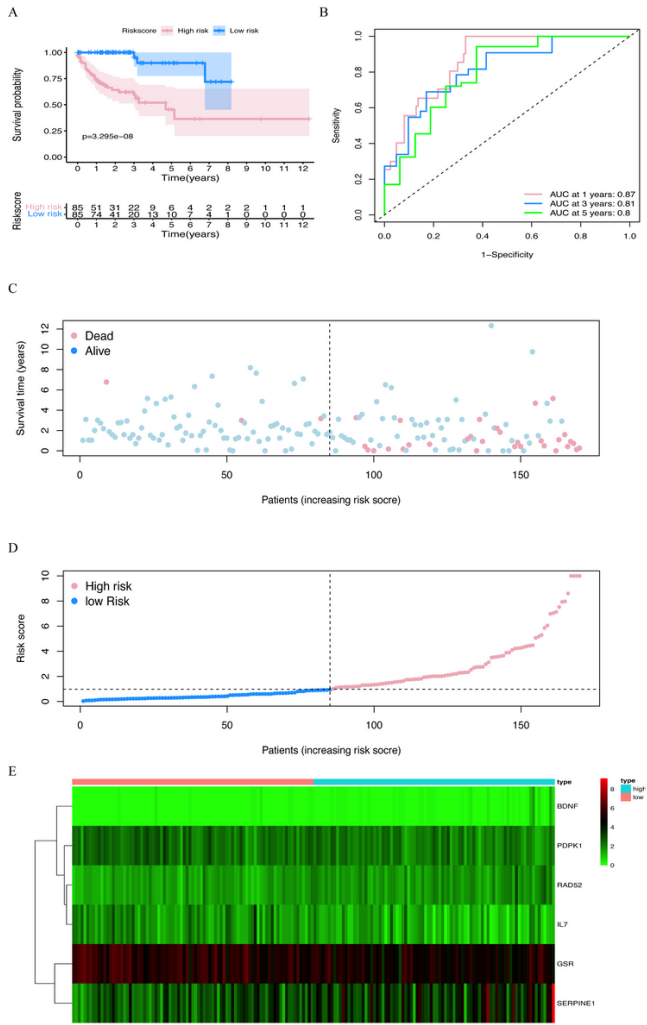 A
Riskscore High risk Low risk
Survival probability
1.00
0.75
0.50
0.25
0.00
p=3.295e−08
0 1 2 3 4 5 6 7 8 9 10 11 12
Time(years)
Riskscore
High risk 85 51 31 22 9 6 4 2 2 2 1 1 1
Low risk 85 74 41 20 13 10 7 4 1 0 0 0 0
0 1 2 3 4 5 6 7 8 9 10 11 12
Time(years)
B
Sensitivity
1.0
0.8
0.6
0.4
0.2
0.0
AUC at 1 years: 0.87
AUC at 3 years: 0.81
AUC at 5 years: 0.8
0.0 0.2 0.4 0.6 0.8 1.0
1−Specificity
C
Survival time (years)
12
10
8
6
4
2
0
Dead
Alive
0 50 100 150
Patients (increasing risk socre)
D
Risk score
10
8
6
4
2
0
High risk
low Risk
0 50 100 150
Patients (increasing risk socre)
E
type
BDNF
PDPK1
RAD52
IL7
GSR
SERPINE1
8
6
4
2
0
type
high
low